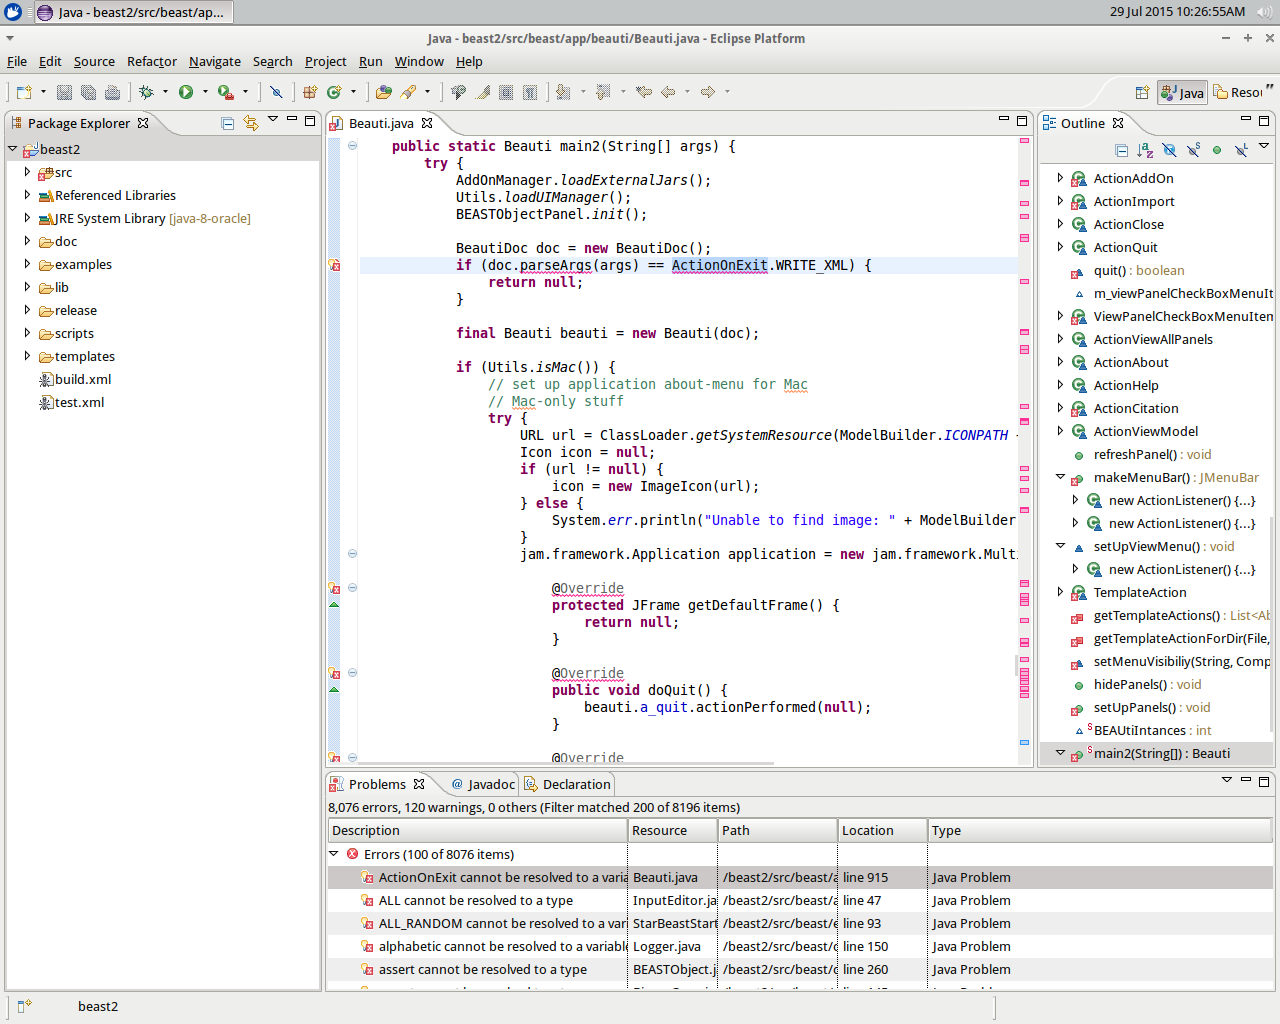 Java - beast2/src/beast/ap...
29 Jul 2015 10:26:55AM
Java - beast2/src/beast/app/beauti/Beauti.java - Eclipse Platform
File Edit Source Refactor Navigate Search Project Run Window Help
Java
Resou
Package Explorer
beast2
src
Referenced Libraries
JRE System Library [java-8-oracle]
doc
examples
lib
release
scripts
templates
build.xml
test.xml
Beauti.java
public static Beauti main2(String[] args) {
try {
AddOnManager.loadExternalJars();
Utils.loadUIManager();
BEASTObjectPanel.init();
BeautiDoc doc = new BeautiDoc();
if (doc.parseArgs(args) == ActionOnExit.WRITE_XML) {
return null;
}
final Beauti beauti = new Beauti(doc);
if (Utils.isMac()) {
// set up application about-menu for Mac
// Mac-only stuff
try {
URL url = ClassLoader.getSystemResource(ModelBuilder.ICONPATH
Icon icon = null;
if (url != null) {
icon = new ImageIcon(url);
} else {
System.err.println("Unable to find image: " + ModelBuilder
}
jam.framework.Application application = new jam.framework.Multi
@Override
protected JFrame getDefaultFrame() {
return null;
}
@Override
public void doQuit() {
beauti.a_quit.actionPerformed(null);
}
@Override
Outline
ActionAddOn
ActionImport
ActionClose
ActionQuit
quit() : boolean
m_viewPanelCheckBoxMenuIt
ViewPanelCheckBoxMenuItem
ActionViewAllPanels
ActionAbout
ActionHelp
ActionCitation
ActionViewModel
refreshPanel() : void
makeMenuBar() : JMenuBar
new ActionListener() {...}
new ActionListener() {...}
setUpViewMenu() : void
new ActionListener() {...}
TemplateAction
getTemplateActions() : List<Ab
getTemplateActionForDir(File,
setMenuVisibiliy(String, Comp
hidePanels() : void
setUpPanels() : void
BEAUtiIntances : int
main2(String[]) : Beauti
Problems
Javadoc
Declaration
8,076 errors, 120 warnings, 0 others (Filter matched 200 of 8196 items)
Description Resource Path Location Type
Errors (100 of 8076 items)
ActionOnExit cannot be resolved to a varia Beauti.java /beast2/src/beast/a line 915 Java Problem
ALL cannot be resolved to a type InputEditor.ja /beast2/src/beast/a line 47 Java Problem
ALL_RANDOM cannot be resolved to a vari StarBeastStart /beast2/src/beast/e line 93 Java Problem
alphabetic cannot be resolved to a variable Logger.java /beast2/src/beast/c line 150 Java Problem
assert cannot be resolved to a type BEASTObject.j /beast2/src/beast/c line 260 Java Problem
beast2